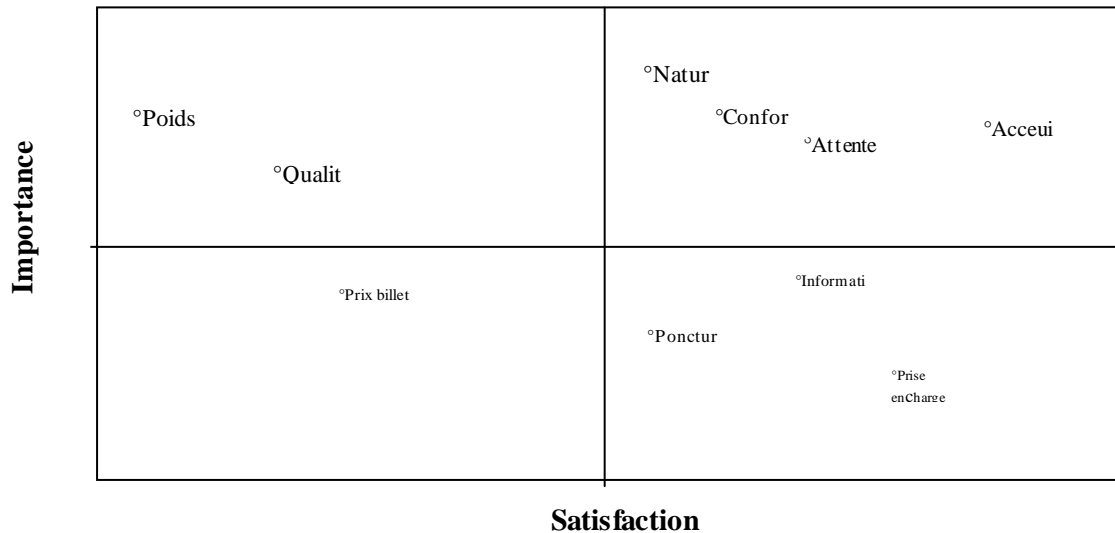 °Natur
°Poids
°Confor
°Acceui
°Attente
°Qualit
Importance
°Informati
°Prix billet
°Ponctur
°Prise
encharge
Satisfaction